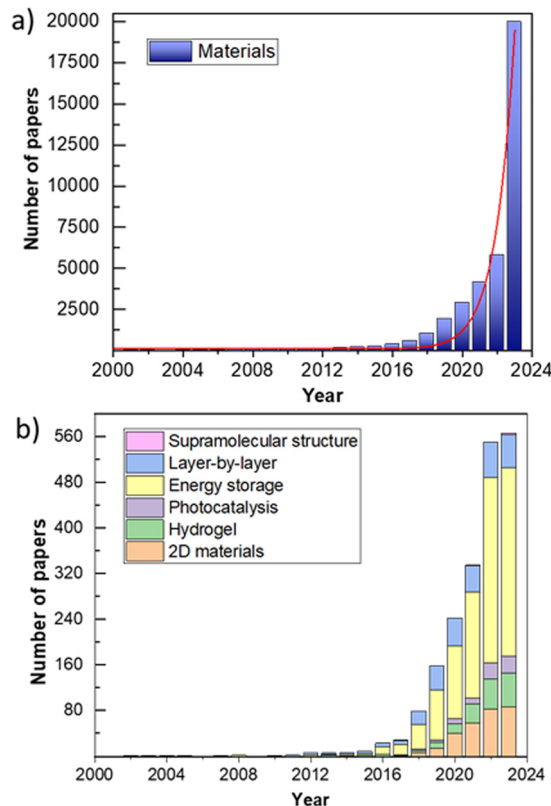 a)
Materials
20000
17500
15000
12500
10000
7500
5000
2500
Number of papers
2000 2004 2008 2012 2016 2020 2024
Year
b)
Supramolecular structure
Layer-by-layer
Energy storage
Photocatalysis
Hydrogel
2D materials
560
480
400
320
240
160
80
Number of papers
2000 2004 2008 2012 2016 2020 2024
Year